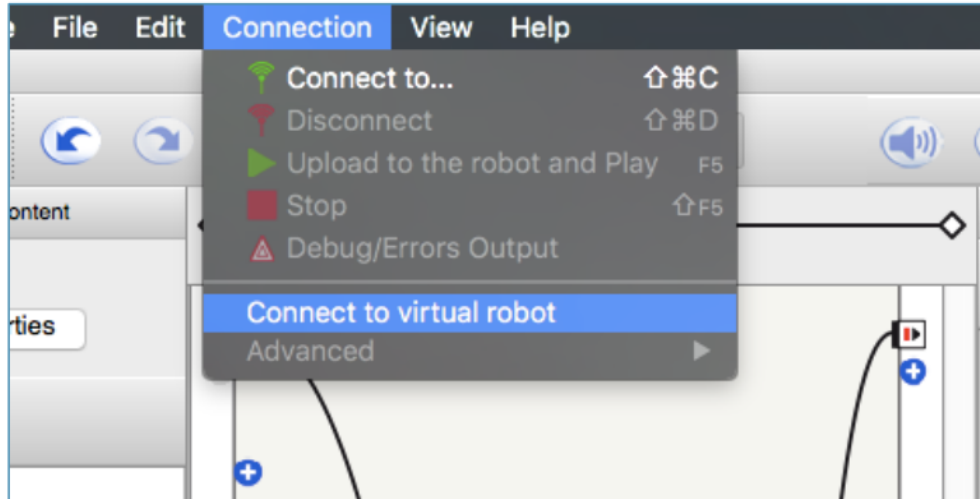 File Edit Connection View Help
Connect to... ⇧⌘C
Disconnect ⇧⌘D
Upload to the robot and Play F5
Stop ⇧F5
Debug/Errors Output
ontent
Connect to virtual robot
rties
Advanced